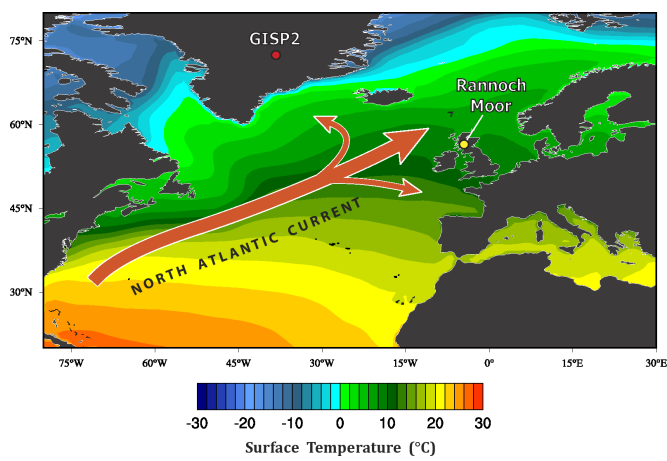 75°N
GISP2
Rannoch
Moor
60°N
45°N
NORTH ATLANTIC CURRENT
30°N
75°W 60°W 45°W 30°W 15°W 0° 15°E 30°E
-30 -20 -10 0 10 20 30
Surface Temperature (°C)